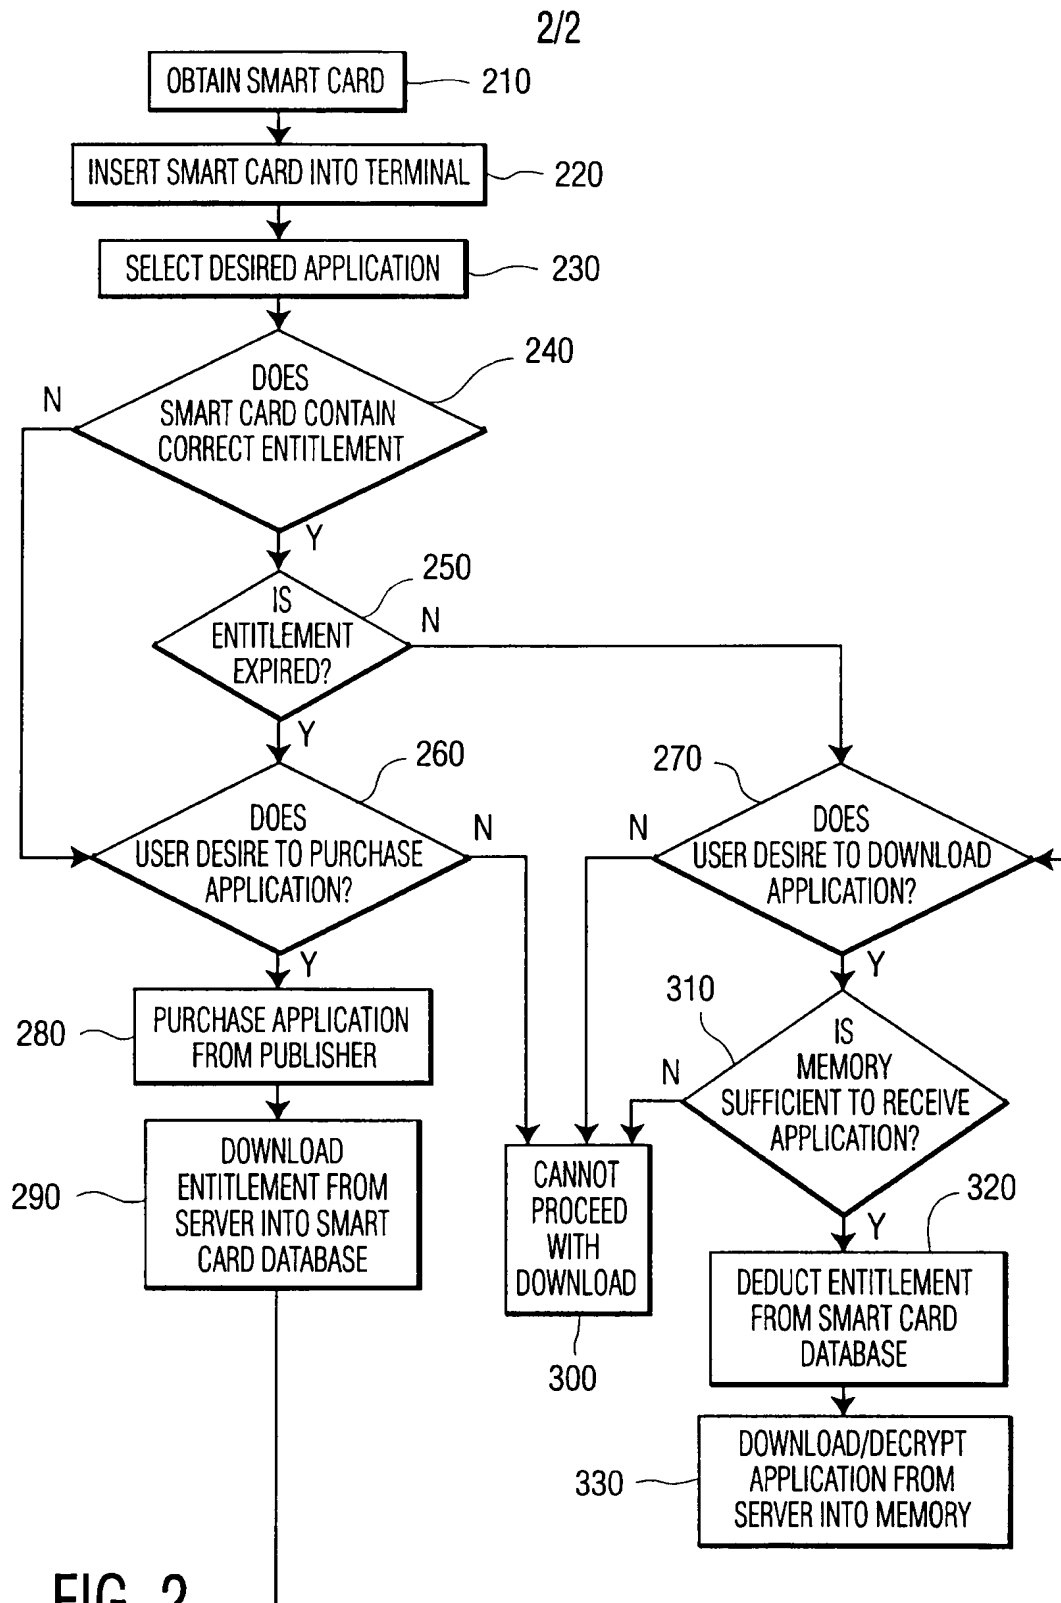 2/2
OBTAIN SMART CARD
210
INSERT SMART CARD INTO TERMINAL
220
SELECT DESIRED APPLICATION
230
240
DOES
SMART CARD CONTAIN
CORRECT ENTITLEMENT
N
Y
250
IS
ENTITLEMENT
EXPIRED?
N
Y
260
DOES
USER DESIRE TO PURCHASE
APPLICATION?
N
Y
270
DOES
USER DESIRE TO DOWNLOAD
APPLICATION?
N
Y
280
PURCHASE APPLICATION
FROM PUBLISHER
310
IS
MEMORY
SUFFICIENT TO RECEIVE
APPLICATION?
N
Y
290
DOWNLOAD
ENTITLEMENT FROM
SERVER INTO SMART
CARD DATABASE
CANNOT
PROCEED
WITH
DOWNLOAD
300
320
DEDUCT ENTITLEMENT
FROM SMART CARD
DATABASE
330
DOWNLOAD/DECRYPT
APPLICATION FROM
SERVER INTO MEMORY
FIG. 2